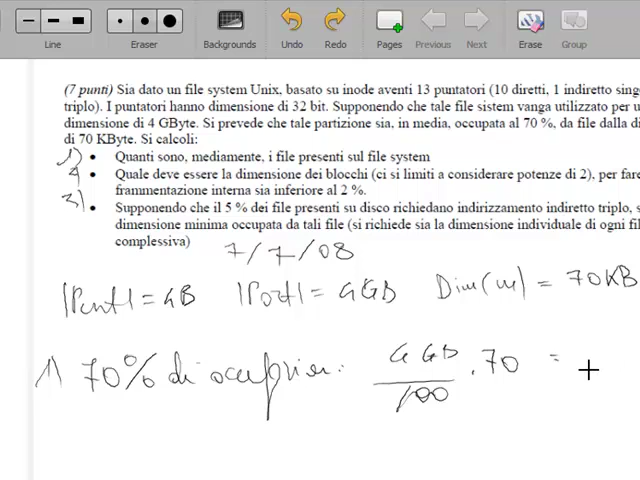 Line Eraser Backgrounds Undo Redo Pages Previous Next Erase Group
(7 punti) Sia dato un file system Unix, basato su inode aventi 13 puntatori (10 diretti, 1 indiretto sing
triplo). I puntatori hanno dimensione di 32 bit. Supponendo che tale file sistem vanga utilizzato per u
dimensione di 4 GByte. Si prevede che tale partizione sia, in media, occupata al 70 %, da file dalla di
di 70 KByte. Si calcoli:
1) • Quanti sono, mediamente, i file presenti sul file system
2 • Quale deve essere la dimensione dei blocchi (ci si limiti a considerare potenze di 2), per fare
frammentazione interna sia inferiore al 2 %.
3) • Supponendo che il 5 % dei file presenti su disco richiedano indirizzamento indiretto triplo, s
dimensione minima occupata da tali file (si richiede sia la dimensione individuale di ogni fil
complessiva)
7/7/08
|Punt| = 4B |Part| = 4GB Dim(m) = 70KB
1) 70% di : 4 GB / 100 . 70 =